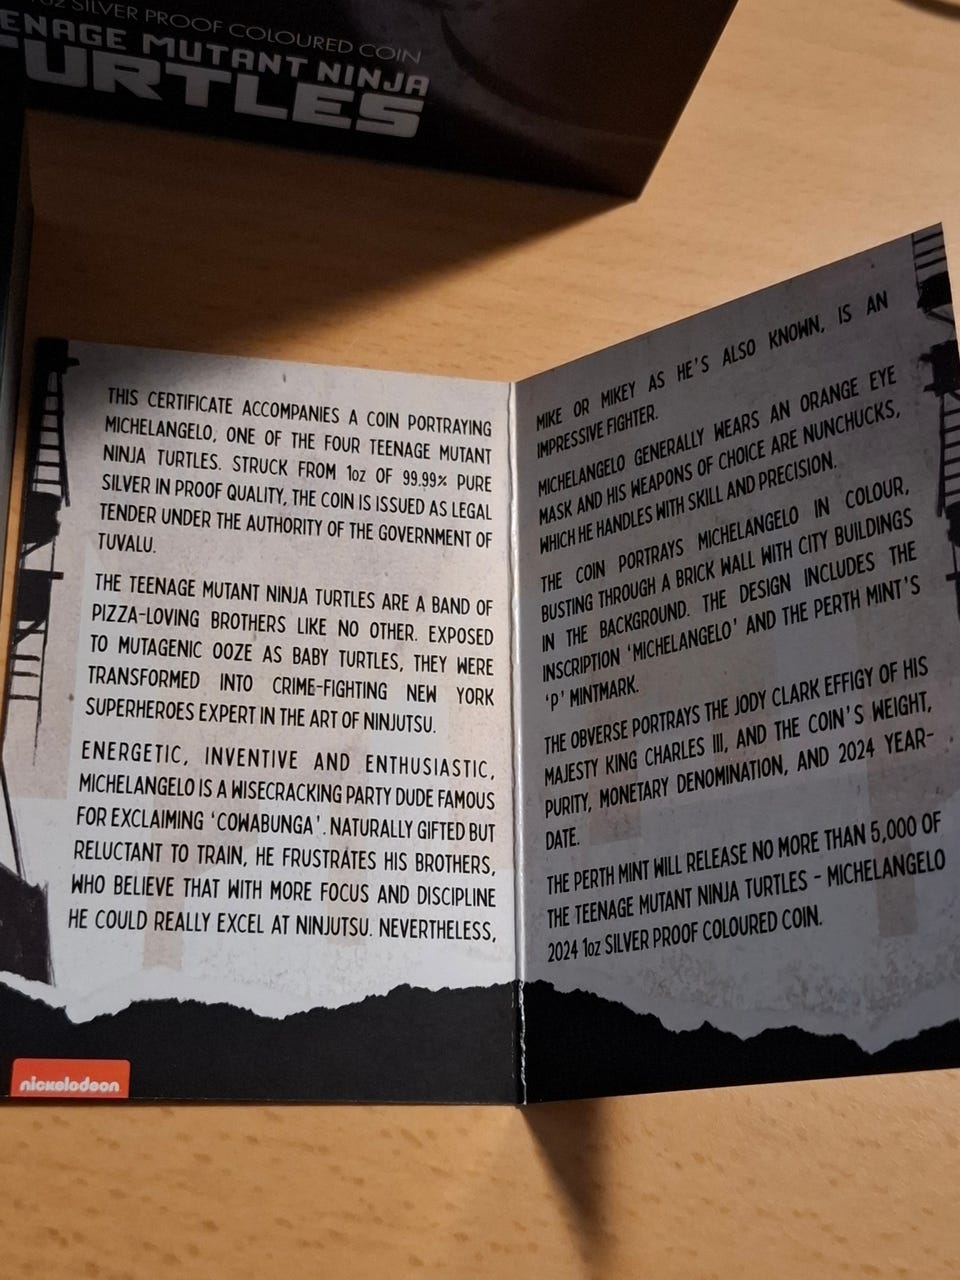 1oz SILVER PROOF COLOURED COIN
TEENAGE MUTANT NINJA
TURTLES
THIS CERTIFICATE ACCOMPANIES A COIN PORTRAYING
MICHELANGELO, ONE OF THE FOUR TEENAGE MUTANT
NINJA TURTLES. STRUCK FROM 1oz OF 99.99% PURE
SILVER IN PROOF QUALITY, THE COIN IS ISSUED AS LEGAL
TENDER UNDER THE AUTHORITY OF THE GOVERNMENT OF
TUVALU.
THE TEENAGE MUTANT NINJA TURTLES ARE A BAND OF
PIZZA-LOVING BROTHERS LIKE NO OTHER. EXPOSED
TO MUTAGENIC OOZE AS BABY TURTLES, THEY WERE
TRANSFORMED INTO CRIME-FIGHTING NEW YORK
SUPERHEROES EXPERT IN THE ART OF NINJUTSU.
ENERGETIC, INVENTIVE AND ENTHUSIASTIC,
MICHELANGELO IS A WISECRACKING PARTY DUDE FAMOUS
FOR EXCLAIMING 'COWABUNGA'. NATURALLY GIFTED BUT
RELUCTANT TO TRAIN, HE FRUSTRATES HIS BROTHERS,
WHO BELIEVE THAT WITH MORE FOCUS AND DISCIPLINE
HE COULD REALLY EXCEL AT NINJUTSU. NEVERTHELESS,
nickelodeon
MIKE OR MIKEY AS HE'S ALSO KNOWN, IS AN
IMPRESSIVE FIGHTER.
MICHELANGELO GENERALLY WEARS AN ORANGE EYE
MASK AND HIS WEAPONS OF CHOICE ARE NUNCHUCKS,
WHICH HE HANDLES WITH SKILL AND PRECISION.
THE COIN PORTRAYS MICHELANGELO IN COLOUR,
BUSTING THROUGH A BRICK WALL WITH CITY BUILDINGS
IN THE BACKGROUND. THE DESIGN INCLUDES THE
INSCRIPTION 'MICHELANGELO' AND THE PERTH MINT'S
'P' MINTMARK.
THE OBVERSE PORTRAYS THE JODY CLARK EFFIGY OF HIS
MAJESTY KING CHARLES III, AND THE COIN'S WEIGHT,
PURITY, MONETARY DENOMINATION, AND 2024 YEAR-
DATE.
THE PERTH MINT WILL RELEASE NO MORE THAN 5,000 OF
THE TEENAGE MUTANT NINJA TURTLES - MICHELANGELO
2024 1oz SILVER PROOF COLOURED COIN.